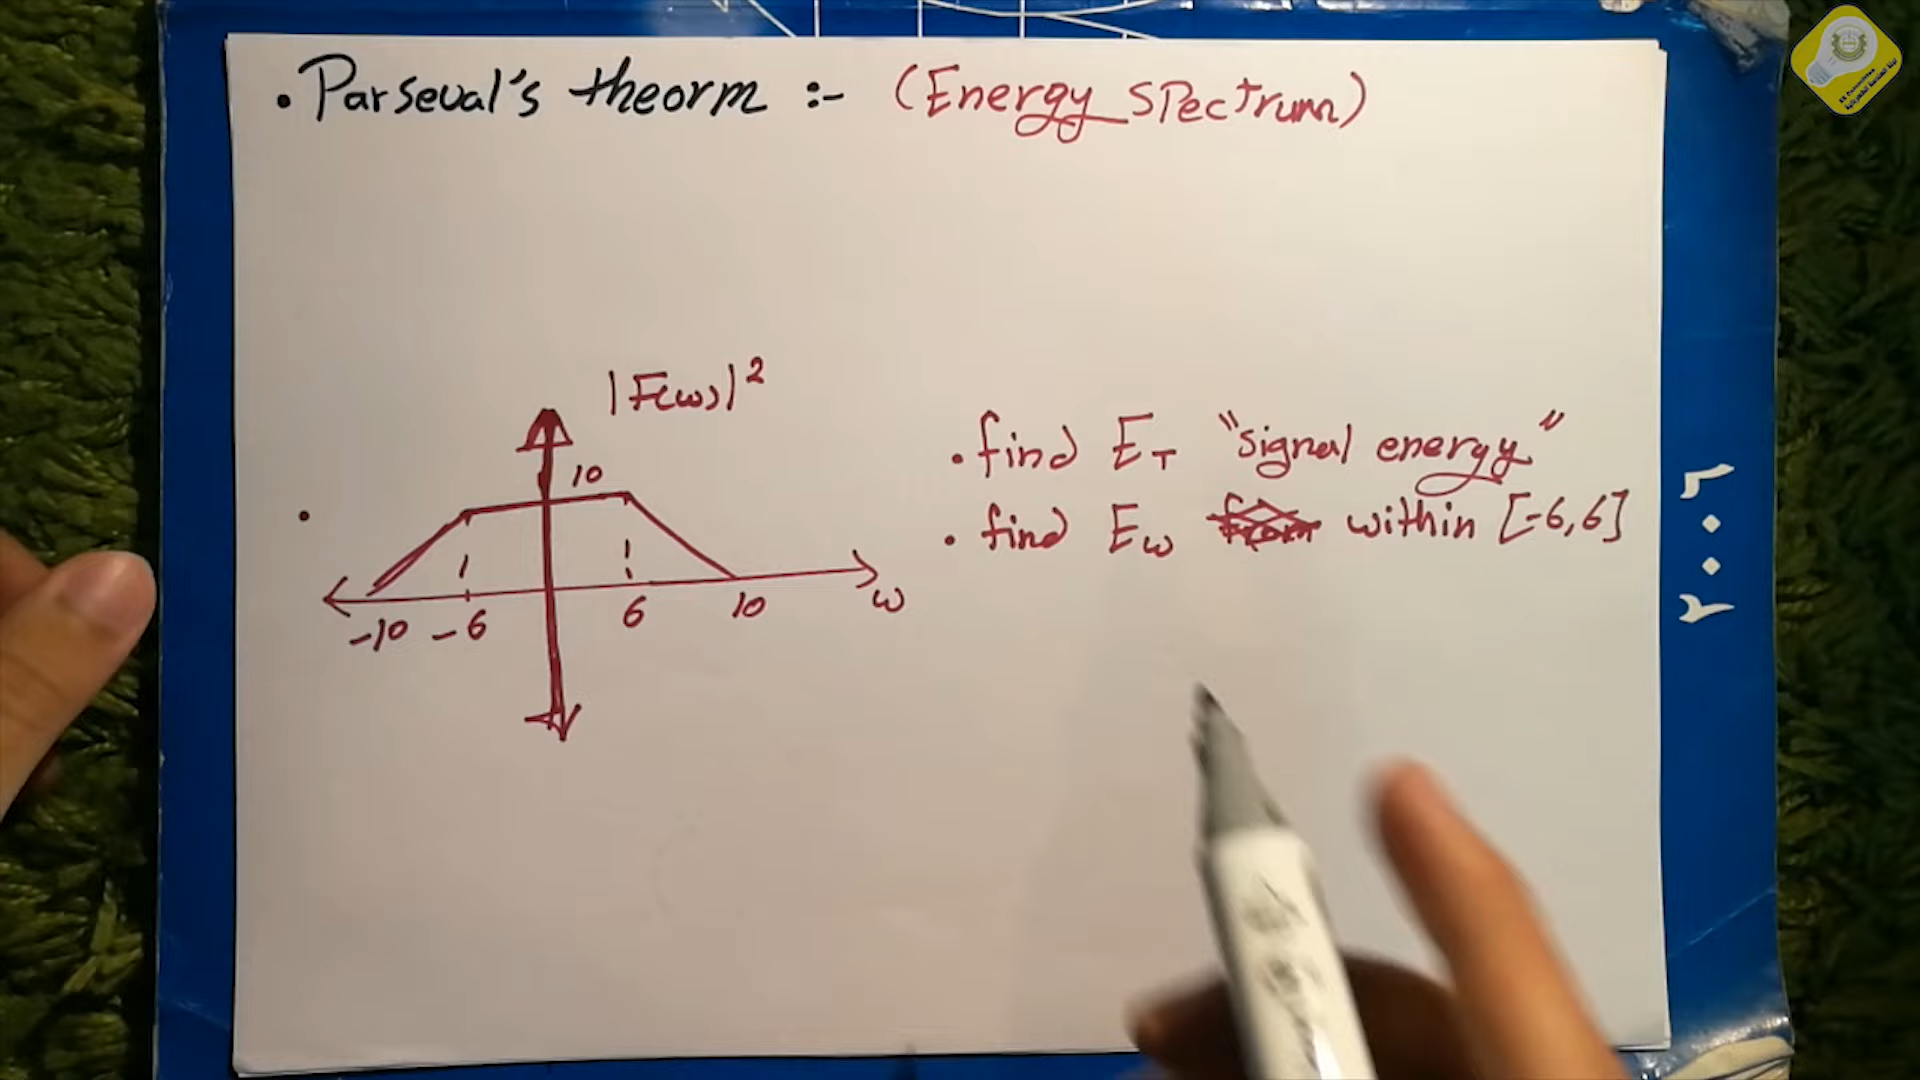 • Parseval's theorm :- (Energy spectrum)
|F(ω)|²
10
-10 -6 6 10 ω
• find E_T "signal energy"
• find E_ω within [-6,6]